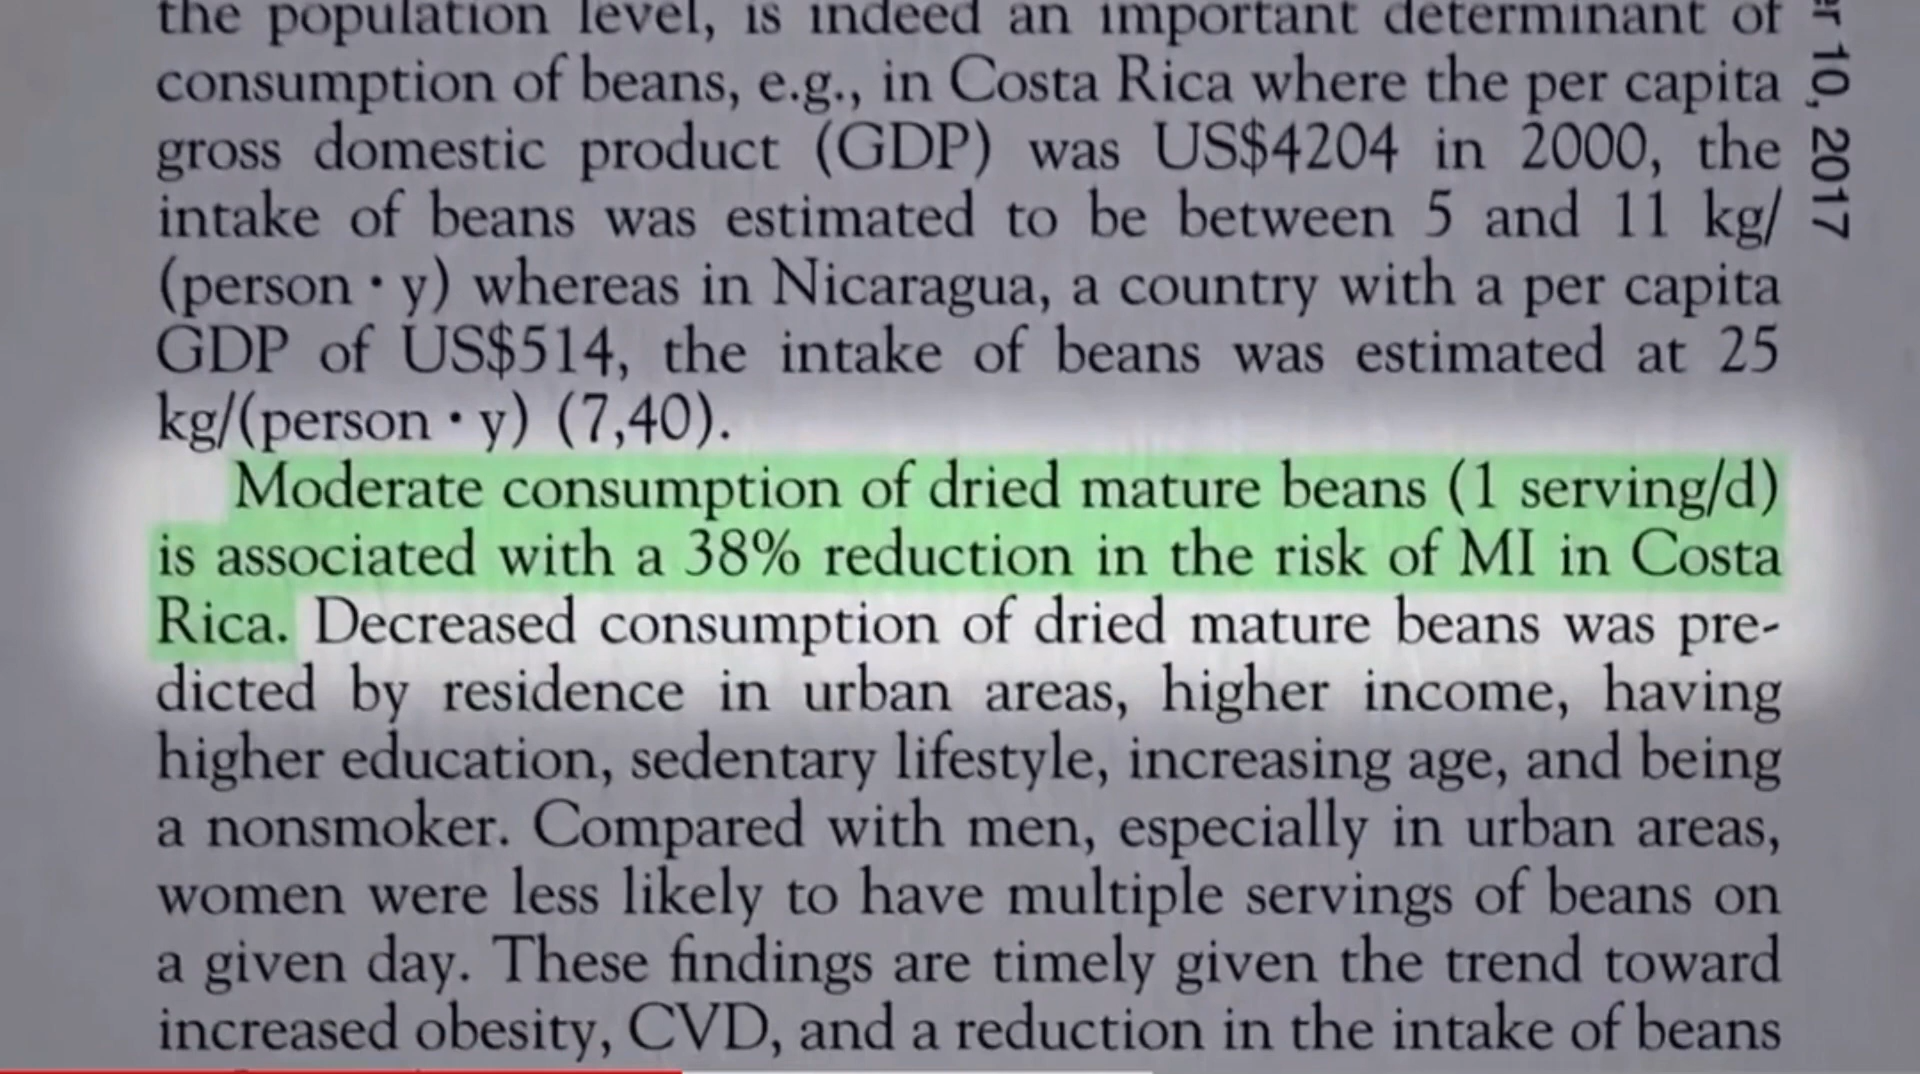 the population level, is indeed an important determinant of
consumption of beans, e.g., in Costa Rica where the per capita
gross domestic product (GDP) was US$4204 in 2000, the
intake of beans was estimated to be between 5 and 11 kg/
(person · y) whereas in Nicaragua, a country with a per capita
GDP of US$514, the intake of beans was estimated at 25
kg/(person · y) (7,40).
Moderate consumption of dried mature beans (1 serving/d)
is associated with a 38% reduction in the risk of MI in Costa
Rica. Decreased consumption of dried mature beans was pre-
dicted by residence in urban areas, higher income, having
higher education, sedentary lifestyle, increasing age, and being
a nonsmoker. Compared with men, especially in urban areas,
women were less likely to have multiple servings of beans on
a given day. These findings are timely given the trend toward
increased obesity, CVD, and a reduction in the intake of beans
10, 2017